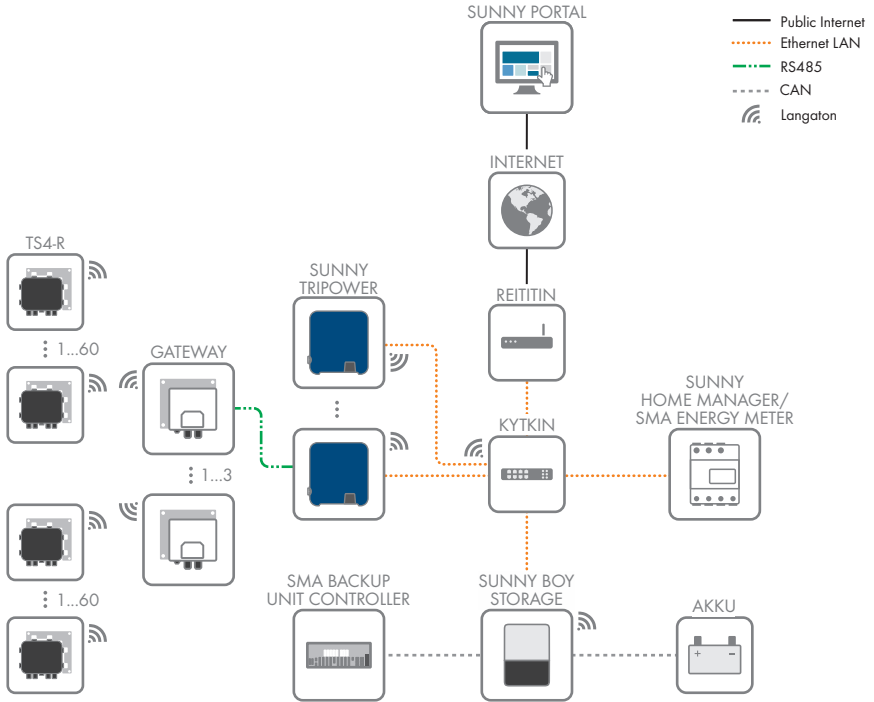 SUNNY PORTAL
Public Internet
Ethernet LAN
RS485
CAN
Langaton
INTERNET
TS4-R
SUNNY
TRIPOWER
REITITIN
1...60
GATEWAY
SUNNY
HOME MANAGER/
SMA ENERGY METER
KYTKIN
1...3
SMA BACKUP
UNIT CONTROLLER
SUNNY BOY
STORAGE
1...60
AKKU
+ −